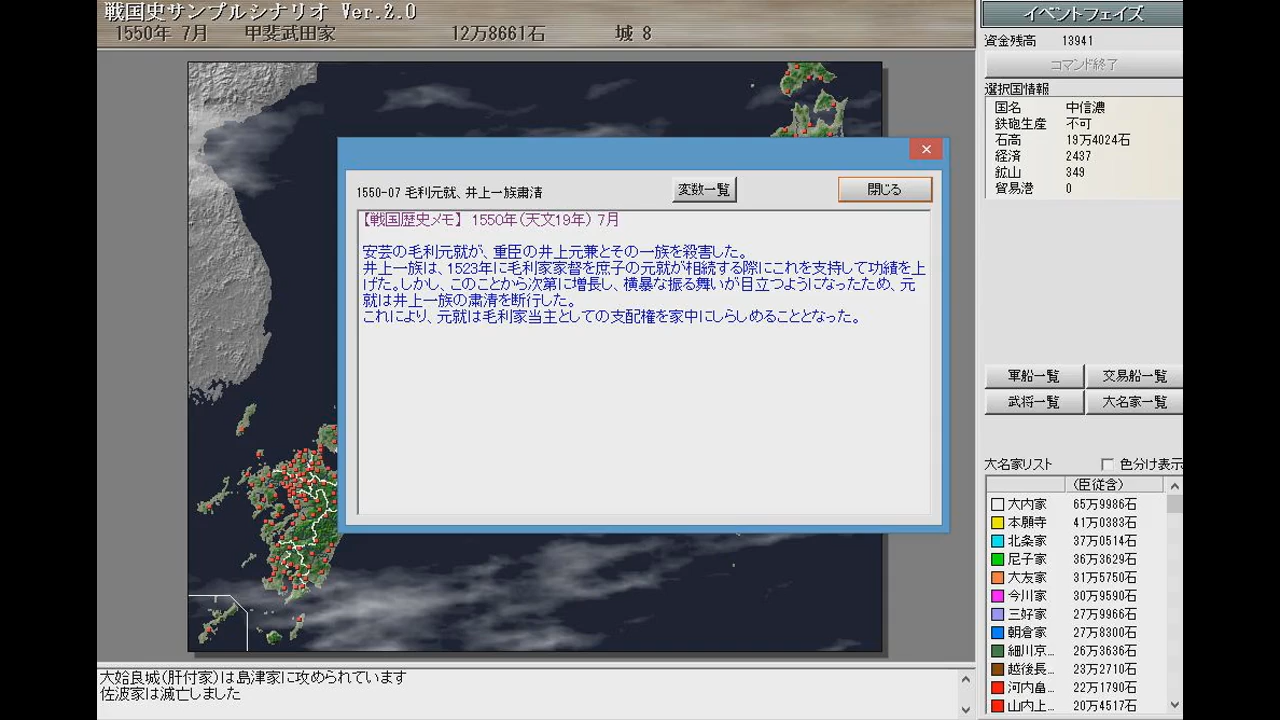 戦国史サンプルシナリオ Ver.2.0
1550年 7月 甲斐武田家 12万8661石 城 8
イベントフェイズ
資金残高 13941
コマンド終了
選択国情報
国名 中信濃
鉄砲生産 不可
石高 19万4024石
経済 2437
鉱山 349
貿易港 0
1550-07 毛利元就、井上一族粛清
変数一覧
閉じる
【戦国歴史メモ】 1550年(天文19年) 7月
安芸の毛利元就が、重臣の井上元兼とその一族を殺害した。
井上一族は、1523年に毛利家家督を庶子の元就が相続する際にこれを支持して功績を上
げた。しかし、このことから次第に増長し、横暴な振る舞いが目立つようになったため、元
就は井上一族の粛清を断行した。
これにより、元就は毛利家当主としての支配権を家中にしらしめることとなった。
軍船一覧 交易船一覧
武将一覧 大名家一覧
大名家リスト 色分け表示
(臣従含)
大内家 65万9986石
本願寺 41万0383石
北条家 37万0514石
尼子家 36万3629石
大友家 31万5750石
今川家 30万9590石
三好家 27万9966石
朝倉家 27万8300石
細川京... 26万3636石
越後長... 23万2710石
河内畠... 22万1790石
山内上... 20万4517石
大姶良城(肝付家)は島津家に攻められています
佐波家は滅亡しました